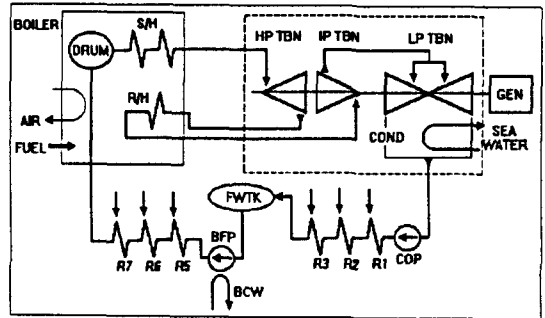 BOILER
S/H
HP TBN
IP TBN
LP TBN
DRUM
GEN
R/H
AIR
FUEL
COND
SEA
WATER
FWTK
BFP
R7
R6
R5
R3
R2
R1
COP
BCW